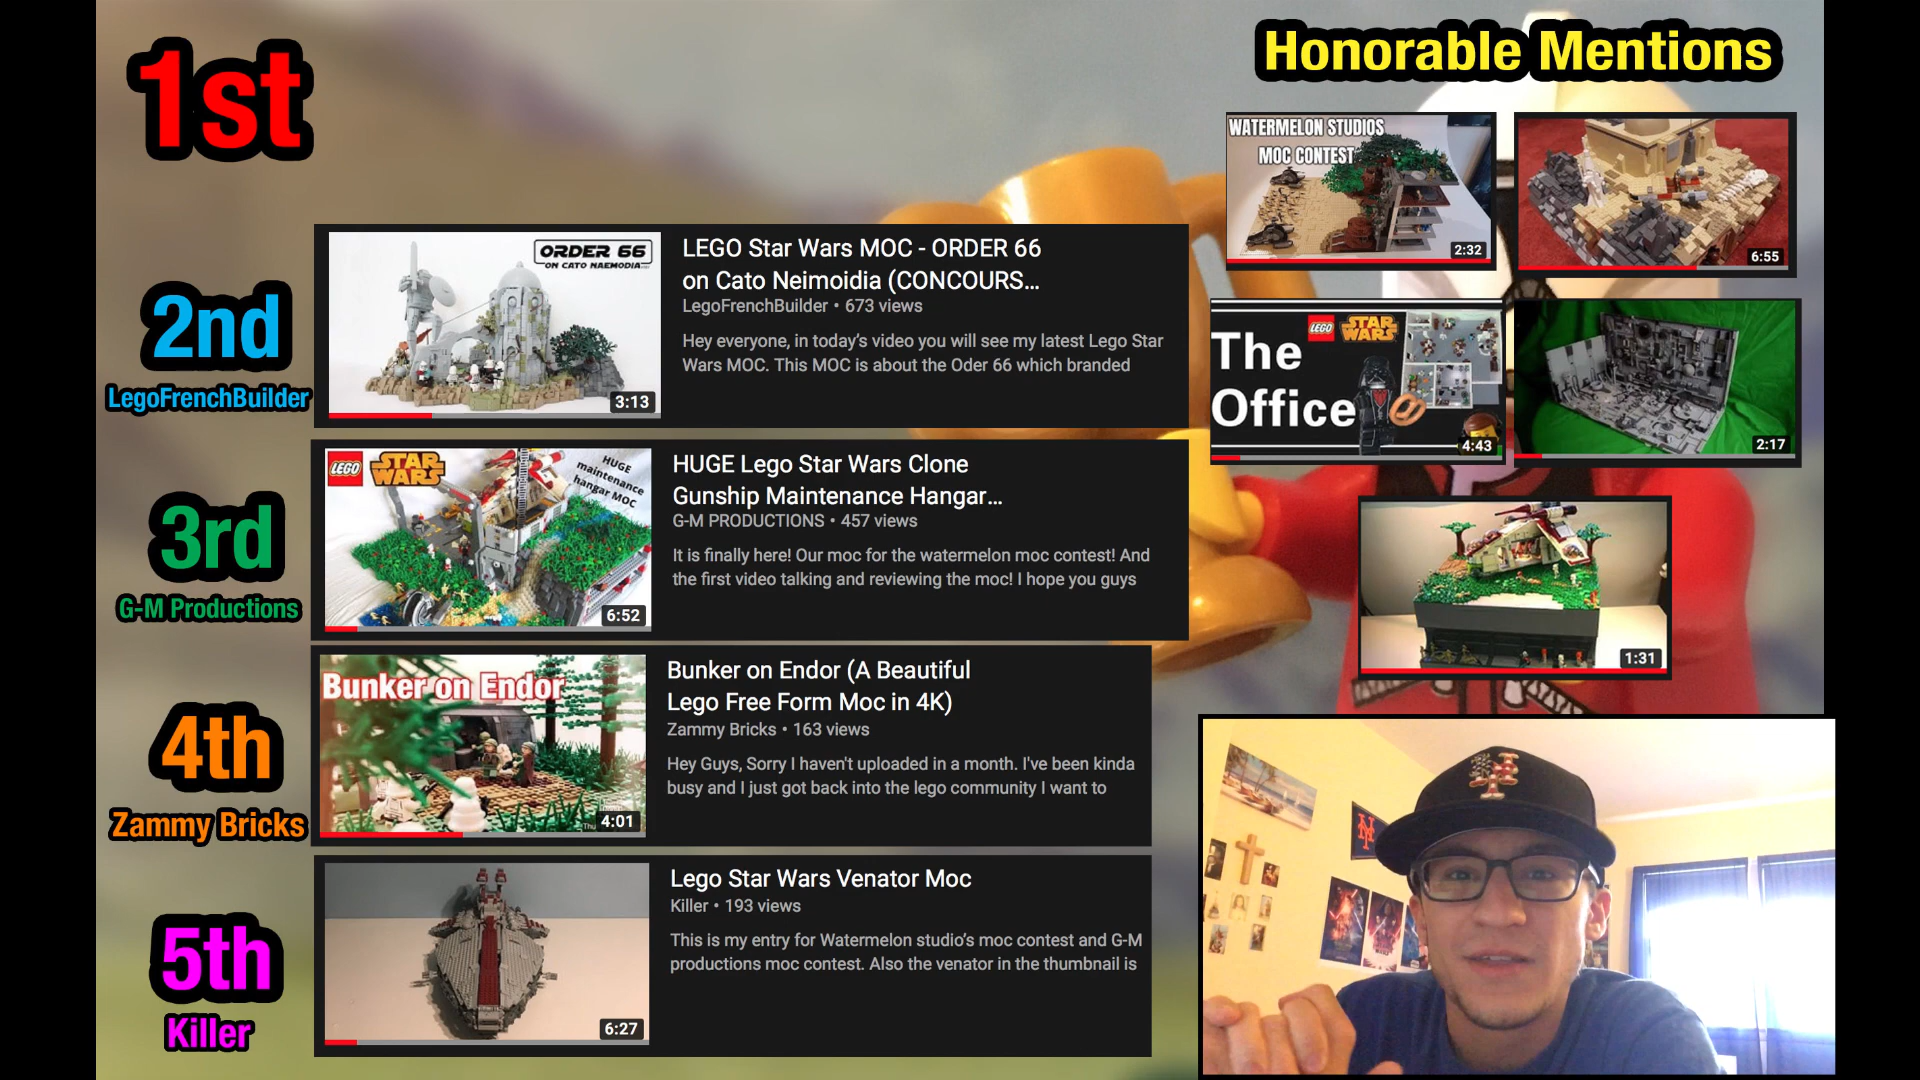 1st
Honorable Mentions
WATERMELON STUDIOS
MOC CONTEST
2:32
6:55
LEGO STAR WARS
The
Office
4:43
2:17
1:31
2nd
LegoFrenchBuilder
ORDER 66
ON CATO NAEMODIA
3:13
LEGO Star Wars MOC - ORDER 66
on Cato Neimoidia (CONCOURS...
LegoFrenchBuilder • 673 views
Hey everyone, in today's video you will see my latest Lego Star
Wars MOC. This MOC is about the Oder 66 which branded
3rd
G-M Productions
LEGO STAR WARS
HUGE
maintenance
hangar MOC
6:52
HUGE Lego Star Wars Clone
Gunship Maintenance Hangar...
G-M PRODUCTIONS • 457 views
It is finally here! Our moc for the watermelon moc contest! And
the first video talking and reviewing the moc! I hope you guys
4th
Zammy Bricks
Bunker on Endor
4:01
Bunker on Endor (A Beautiful
Lego Free Form Moc in 4K)
Zammy Bricks • 163 views
Hey Guys, Sorry I haven't uploaded in a month. I've been kinda
busy and I just got back into the lego community I want to
5th
Killer
6:27
Lego Star Wars Venator Moc
Killer • 193 views
This is my entry for Watermelon studio's moc contest and G-M
productions moc contest. Also the venator in the thumbnail is